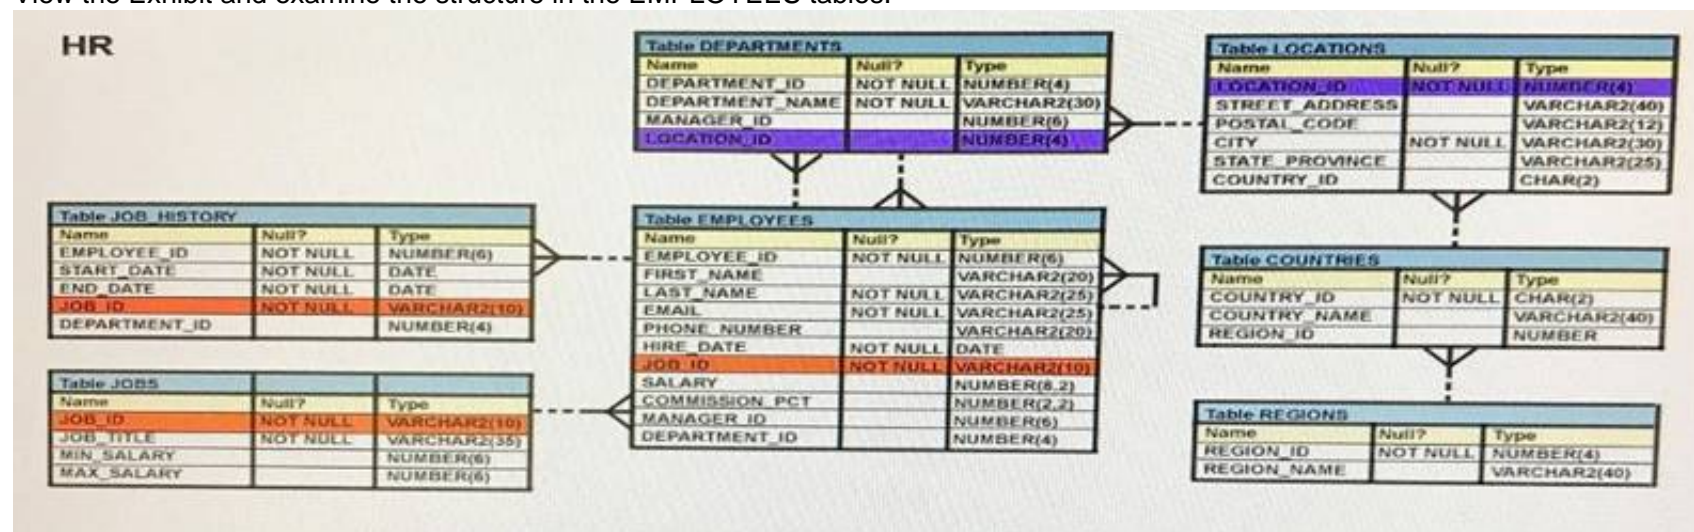 View the Exhibit and examine the structure in the EMPLOYEES tables.
HR
Table DEPARTMENTS
Name Null? Type
DEPARTMENT_ID NOT NULL NUMBER(4)
DEPARTMENT_NAME NOT NULL VARCHAR2(30)
MANAGER_ID NUMBER(6)
LOCATION_ID NUMBER(4)
Table LOCATIONS
Name Null? Type
LOCATION_ID NOT NULL NUMBER(4)
STREET_ADDRESS VARCHAR2(40)
POSTAL_CODE VARCHAR2(12)
CITY NOT NULL VARCHAR2(30)
STATE_PROVINCE VARCHAR2(25)
COUNTRY_ID CHAR(2)
Table JOB_HISTORY
Name Null? Type
EMPLOYEE_ID NOT NULL NUMBER(6)
START_DATE NOT NULL DATE
END_DATE NOT NULL DATE
JOB_ID NOT NULL VARCHAR2(10)
DEPARTMENT_ID NUMBER(4)
Table EMPLOYEES
Name Null? Type
EMPLOYEE_ID NOT NULL NUMBER(6)
FIRST_NAME VARCHAR2(20)
LAST_NAME NOT NULL VARCHAR2(25)
EMAIL NOT NULL VARCHAR2(25)
PHONE_NUMBER VARCHAR2(20)
HIRE_DATE NOT NULL DATE
JOB_ID NOT NULL VARCHAR2(10)
SALARY NUMBER(8,2)
COMMISSION_PCT NUMBER(2,2)
MANAGER_ID NUMBER(6)
DEPARTMENT_ID NUMBER(4)
Table COUNTRIES
Name Null? Type
COUNTRY_ID NOT NULL CHAR(2)
COUNTRY_NAME VARCHAR2(40)
REGION_ID NUMBER
Table JOBS
Name Null? Type
JOB_ID NOT NULL VARCHAR2(10)
JOB_TITLE NOT NULL VARCHAR2(35)
MIN_SALARY NUMBER(6)
MAX_SALARY NUMBER(6)
Table REGIONS
Name Null? Type
REGION_ID NOT NULL NUMBER(4)
REGION_NAME VARCHAR2(40)